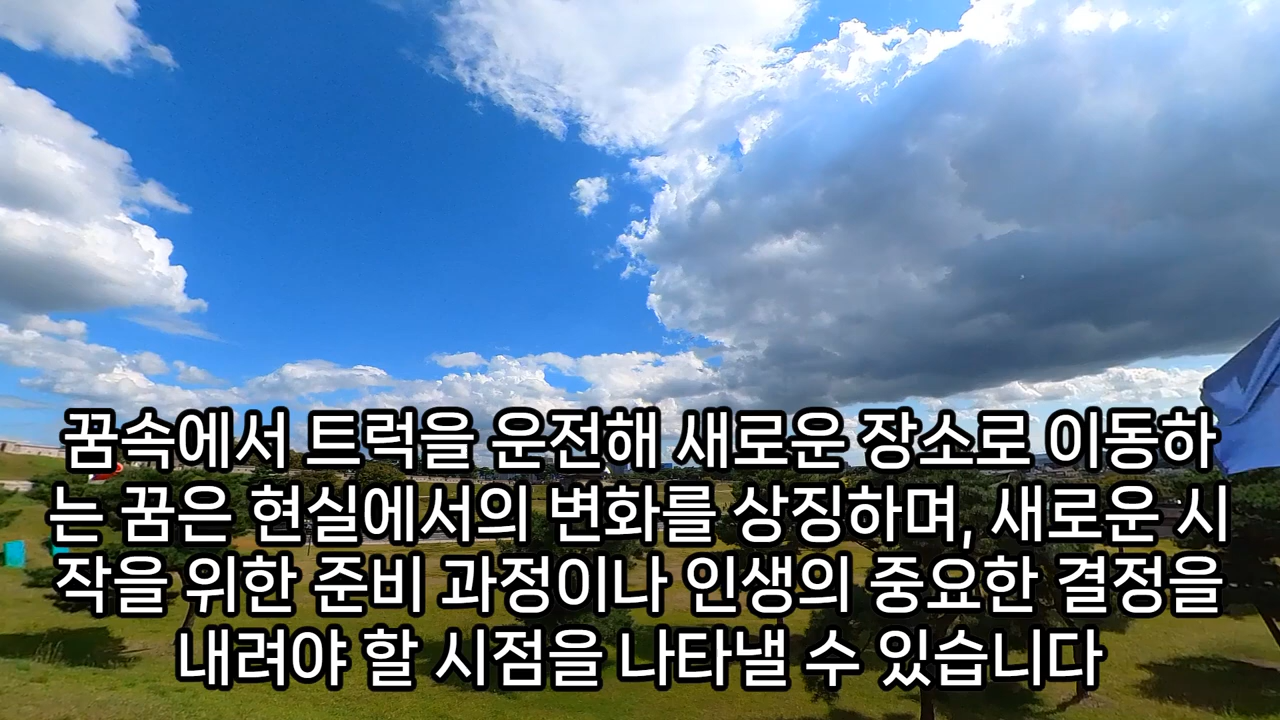 꿈속에서 트럭을 운전해 새로운 장소로 이동하
는 꿈은 현실에서의 변화를 상징하며, 새로운 시
작을 위한 준비 과정이나 인생의 중요한 결정을
내려야 할 시점을 나타낼 수 있습니다